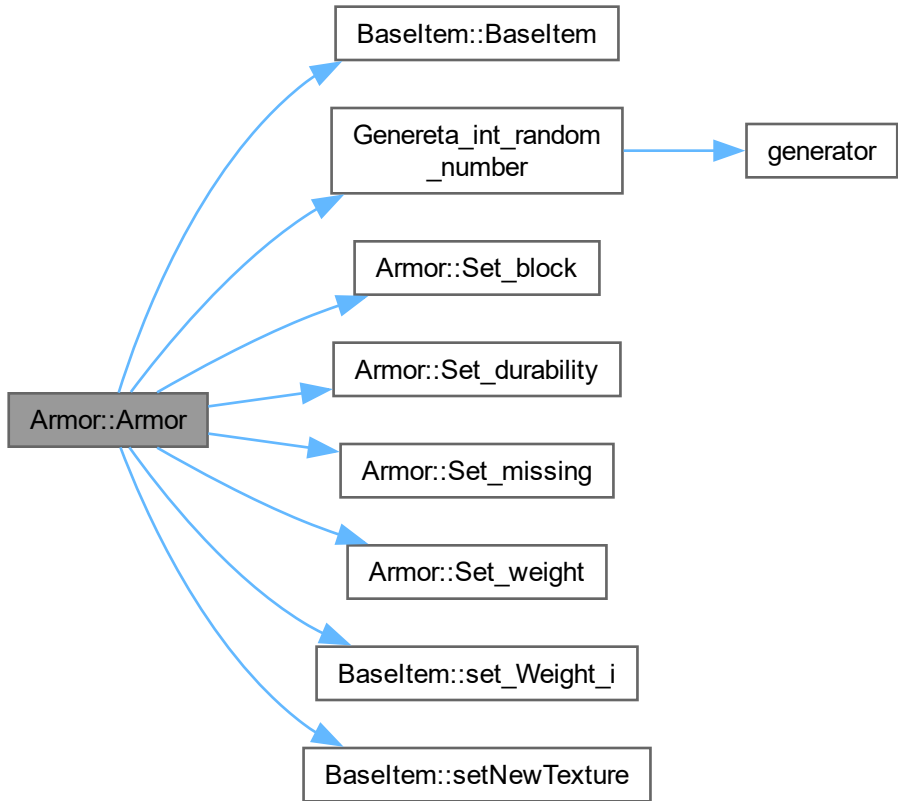 BaseItem::BaseItem
Genereta_int_random
_number
generator
Armor::Set_block
Armor::Set_durability
Armor::Armor
Armor::Set_missing
Armor::Set_weight
BaseItem::set_Weight_i
BaseItem::setNewTexture